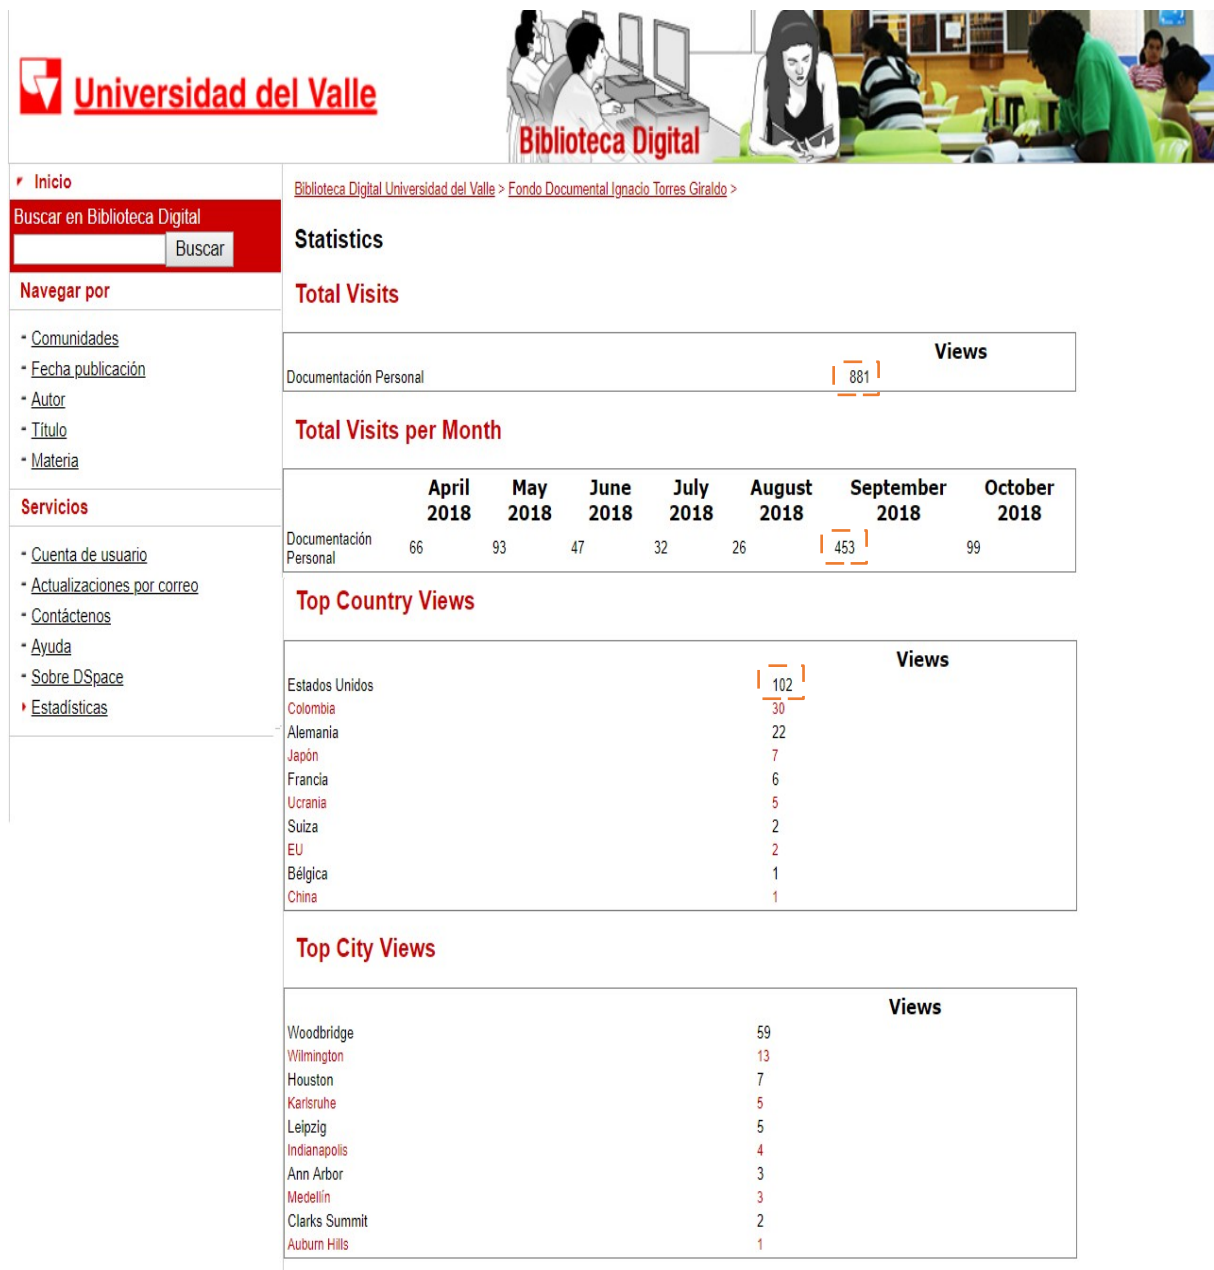 Universidad del Valle
Biblioteca Digital
Inicio
Buscar en Biblioteca Digital
Buscar
Navegar por
Comunidades
Fecha publicación
Autor
Título
Materia
Servicios
Cuenta de usuario
Actualizaciones por correo
Contáctenos
Ayuda
Sobre DSpace
Estadísticas
Biblioteca Digital Universidad del Valle > Fondo Documental Ignacio Torres Giraldo >
Statistics
Total Visits
Views
Documentación Personal 881
Total Visits per Month
April 2018 May 2018 June 2018 July 2018 August 2018 September 2018 October 2018
Documentación Personal 66 93 47 32 26 453 99
Top Country Views
Views
Estados Unidos 102
Colombia 30
Alemania 22
Japón 7
Francia 6
Ucrania 5
Suiza 2
EU 2
Bélgica 1
China 1
Top City Views
Views
Woodbridge 59
Wilmington 13
Houston 7
Karlsruhe 5
Leipzig 5
Indianapolis 4
Ann Arbor 3
Medellín 3
Clarks Summit 2
Auburn Hills 1